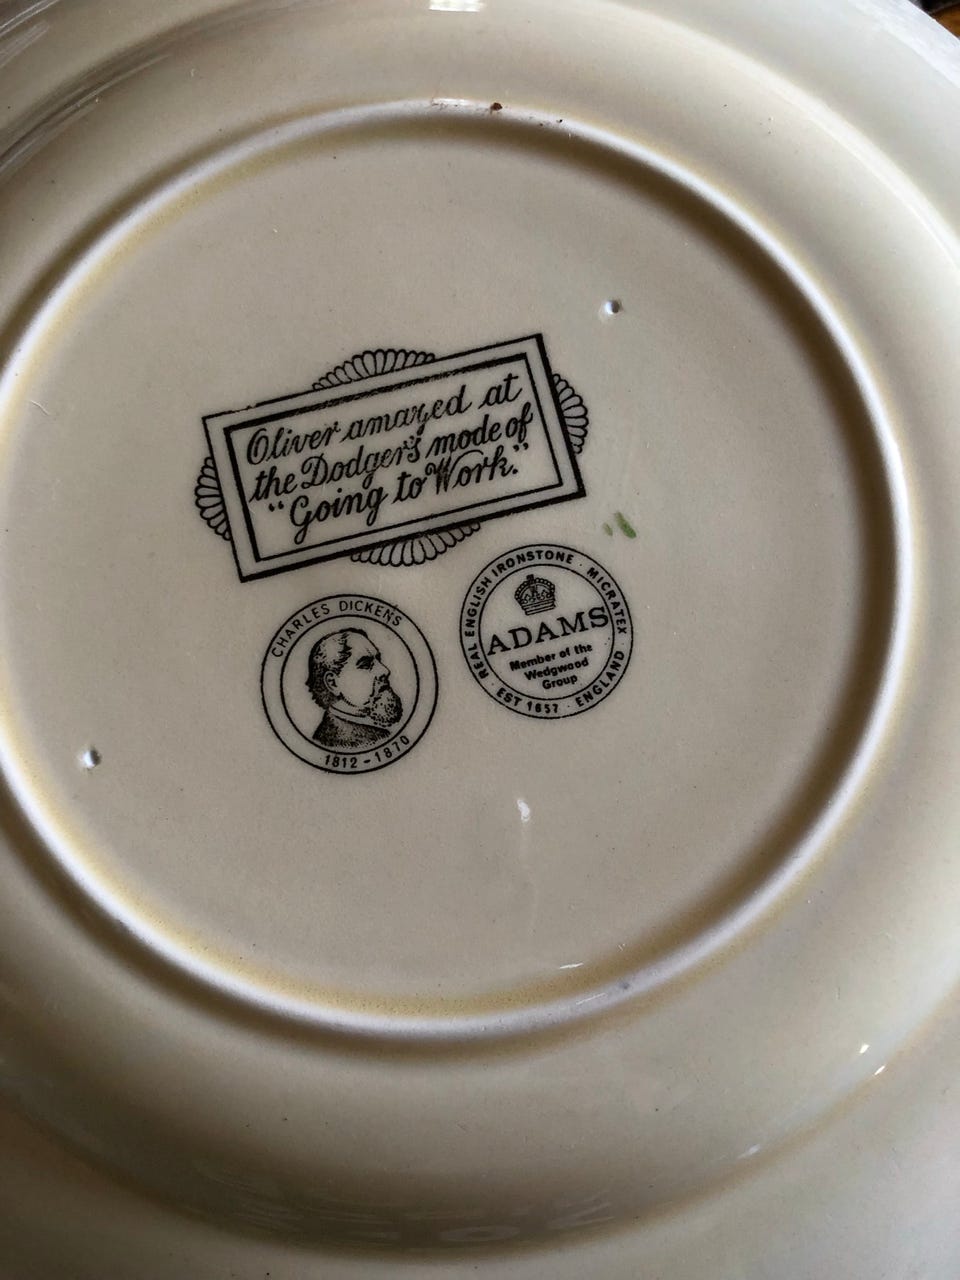 Oliver amazed at
the Dodger's mode of
"Going to Work."
CHARLES DICKENS
1812-1870
REAL ENGLISH IRONSTONE · MICRATEX
ADAMS
Member of the
Wedgwood
Group
· EST 1657 · ENGLAND ·